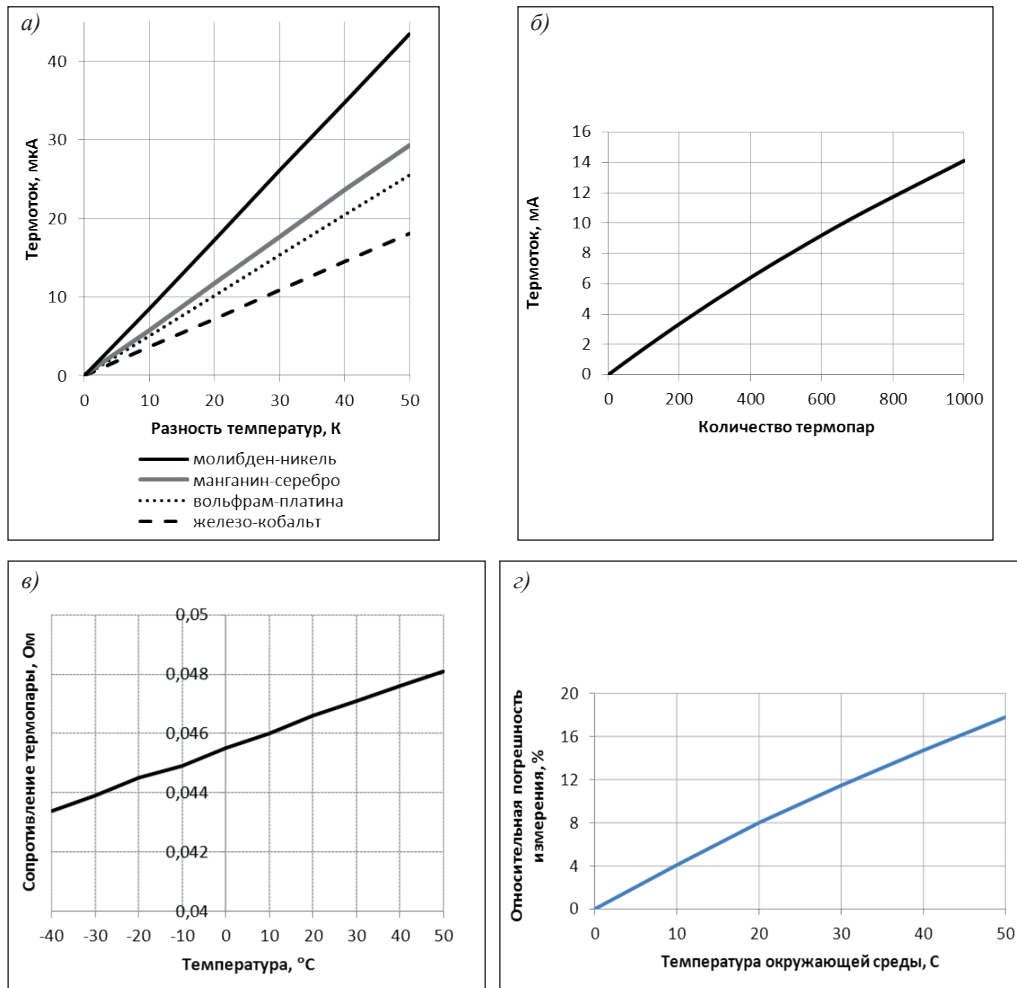 а)
Термоток, мкА
40
30
20
10
0
0 10 20 30 40 50
Разность температур, К
молибден-никель
манганин-серебро
вольфрам-платина
железо-кобальт
б)
Термоток, мА
16
14
12
10
8
6
4
2
0
0 200 400 600 800 1000
Количество термопар
в)
Сопротивление термопары, Ом
0,05
0,048
0,046
0,044
0,042
0,04
-40 -30 -20 -10 0 10 20 30 40 50
Температура, °С
г)
Относительная погрешность
измерения, %
20
16
12
8
4
0
0 10 20 30 40 50
Температура окружающей среды, С